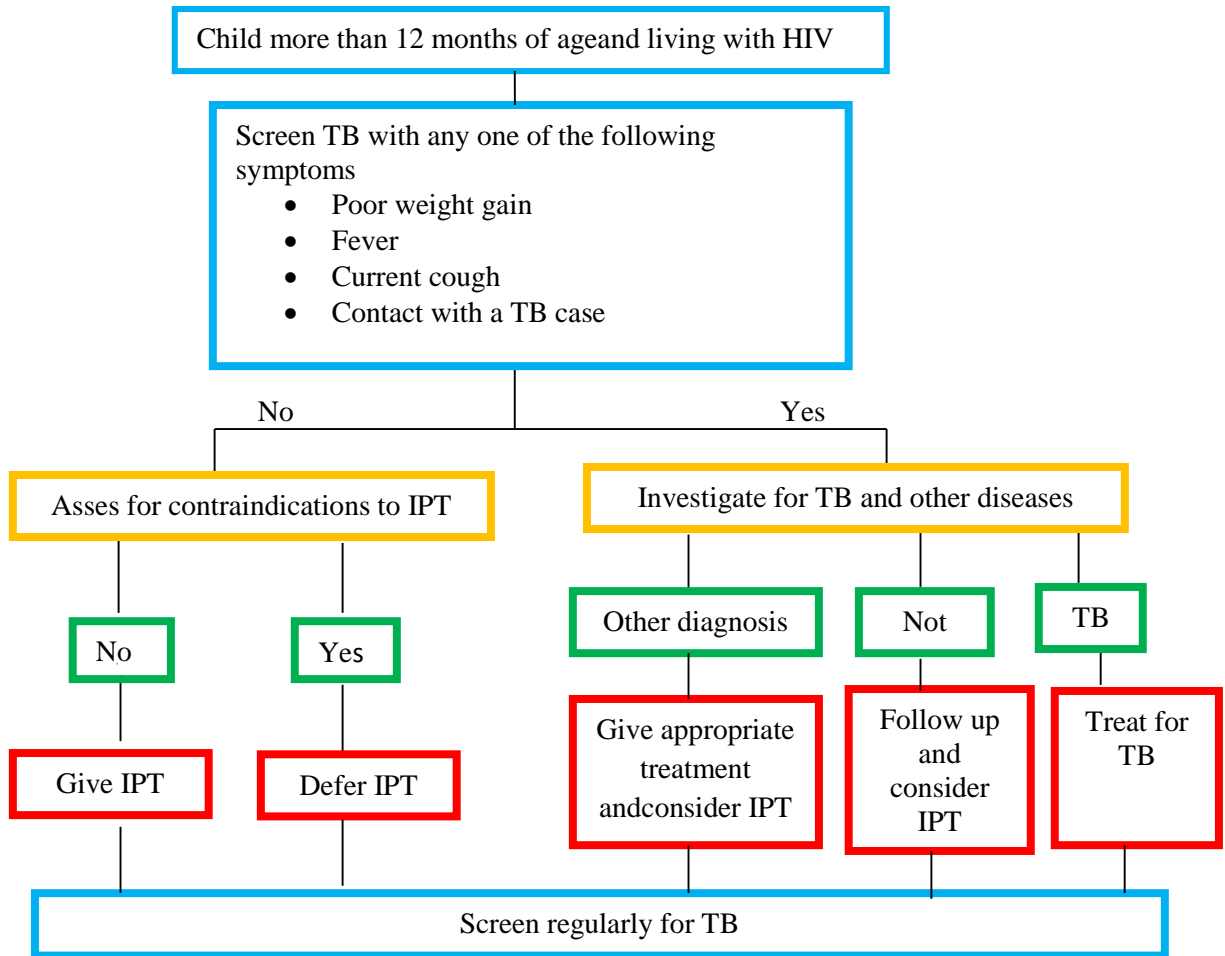 Child more than 12 months of ageand living with HIV
Screen TB with any one of the following
symptoms
• Poor weight gain
• Fever
• Current cough
• Contact with a TB case
No
Yes
Asses for contraindications to IPT
Investigate for TB and other diseases
No
Yes
Other diagnosis
Not
TB
Give IPT
Defer IPT
Give appropriate
treatment
andconsider IPT
Follow up
and
consider
IPT
Treat for
TB
Screen regularly for TB